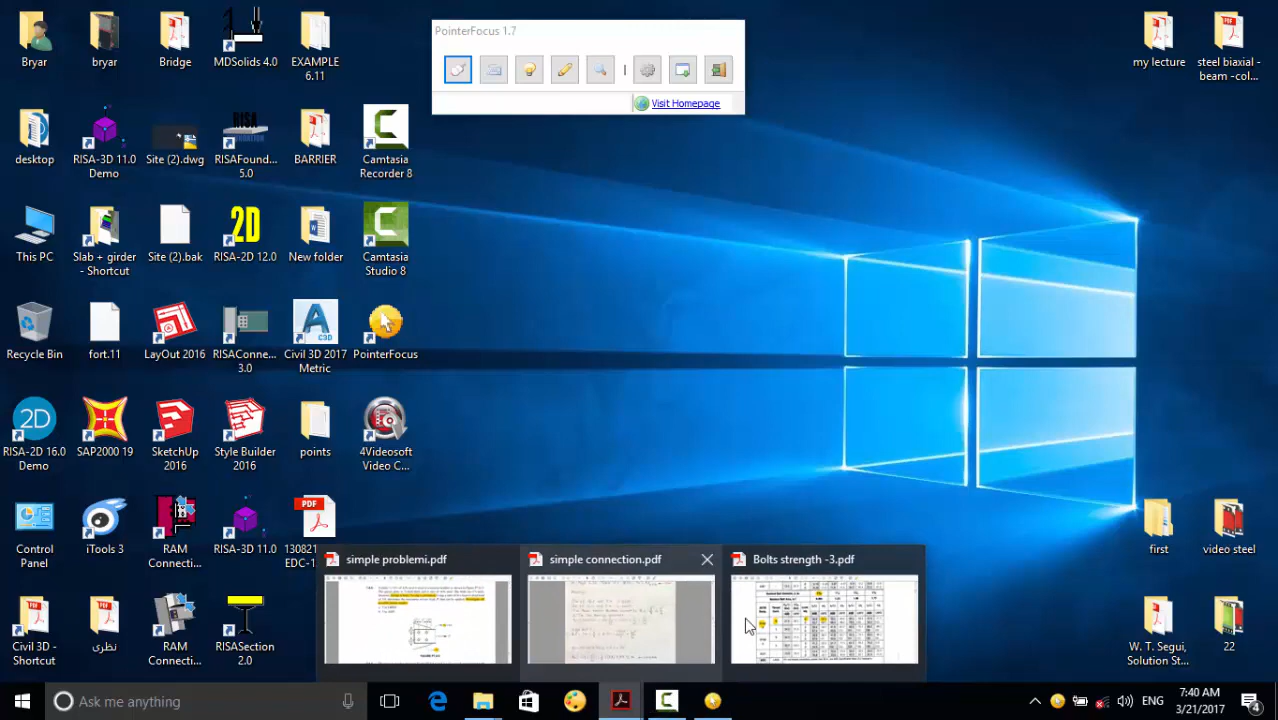 Bryar
bryar
Bridge
MDSolids 4.0
EXAMPLE
6.11
PointerFocus 1.7
Visit Homepage
my lecture
steel biaxial -
beam -col...
desktop
RISA-3D 11.0
Demo
Site (2).dwg
RISAFound...
5.0
BARRIER
Camtasia
Recorder 8
This PC
Slab + girder
- Shortcut
Site (2).bak
2D
RISA-2D 12.0
New folder
Camtasia
Studio 8
Recycle Bin
fort.11
LayOut 2016
RISAConne...
3.0
C3D
Civil 3D 2017
Metric
PointerFocus
2D
RISA-2D 16.0
Demo
SAP2000 19
SketchUp
2016
Style Builder
2016
points
4Videosoft
Video C...
Control
Panel
iTools 3
RAM
Connecti...
RISA-3D 11.0
PDF
first
video steel
simple problemi.pdf
simple connection.pdf
Bolts strength -3.pdf
Civil 3D -
Shortcut
نظری
RAM
Connecti...
RISASection
2.0
W. T. Segui,
Solution St...
22
Ask me anything
ENG
7:40 AM
3/21/2017
4